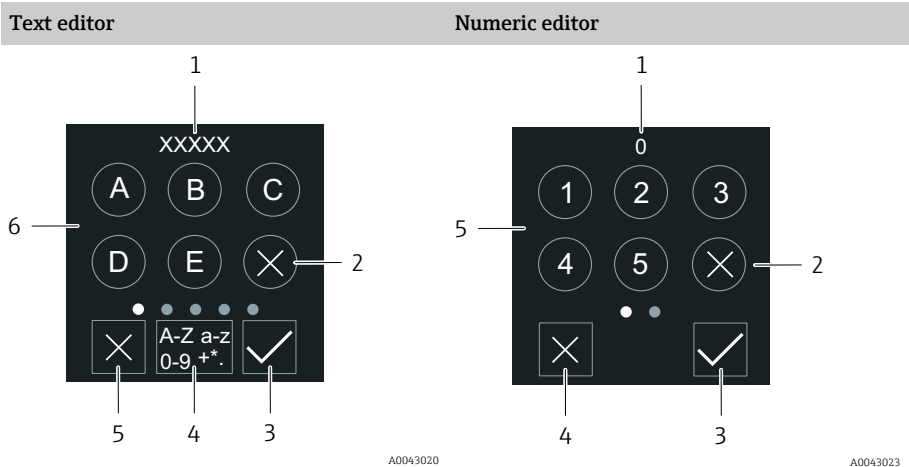 Text editor
Numeric editor
1
XXXXX
A B C
6
D E
2
A-Z a-z
0-9 +*.
5 4 3
A0043020
1
0
1 2 3
5
4 5
2
4 3
A0043023